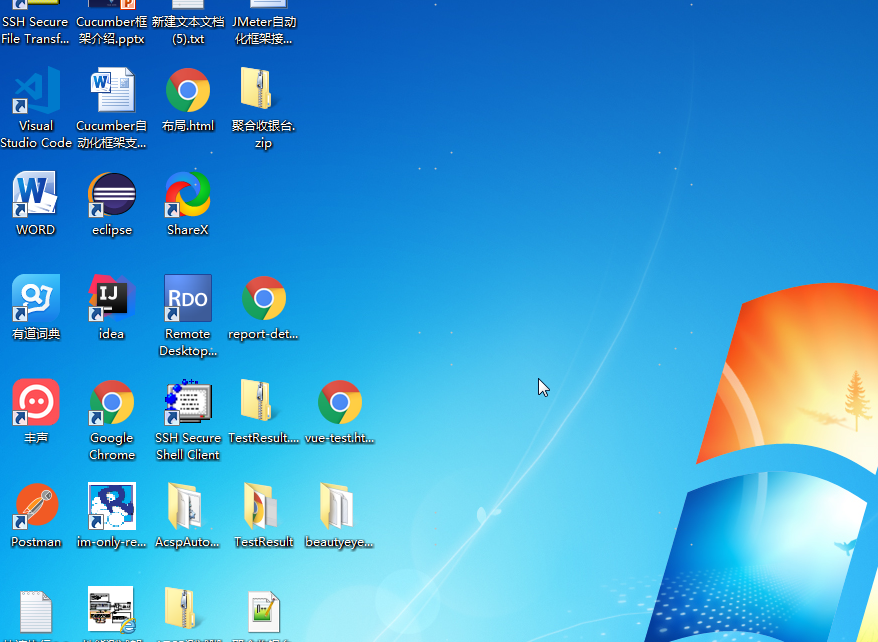 SSH Secure
File Transf...
Cucumber框
架介绍.pptx
新建文本文档
(5).txt
JMeter自动
化框架接...
Visual
Studio Code
Cucumber自
动化框架支...
布局.html
聚合收银台.
zip
WORD
eclipse
ShareX
有道词典
idea
RDO
Remote
Desktop...
report-det...
丰声
Google
Chrome
SSH Secure
Shell Client
TestResult....
vue-test.ht...
Postman
im-only-re...
AcspAuto...
TestResult
beautyeye...